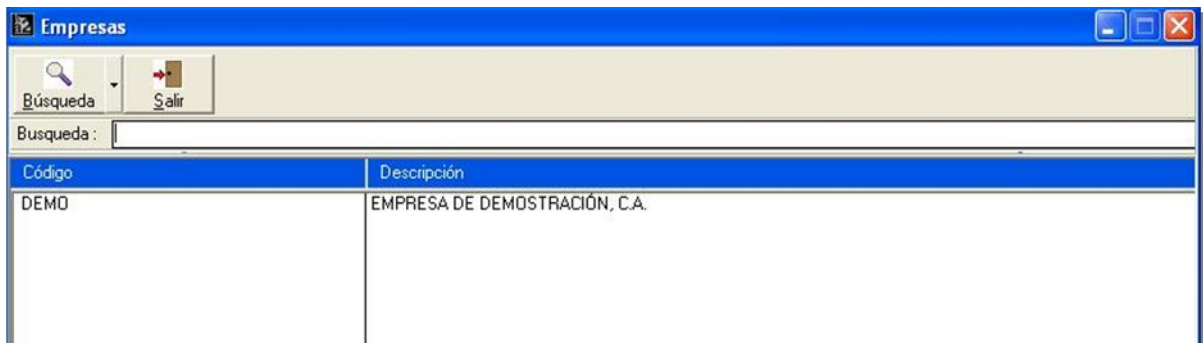 Empresas
Búsqueda Salir
Busqueda :
Código Descripción
DEMO EMPRESA DE DEMOSTRACIÓN, C.A.